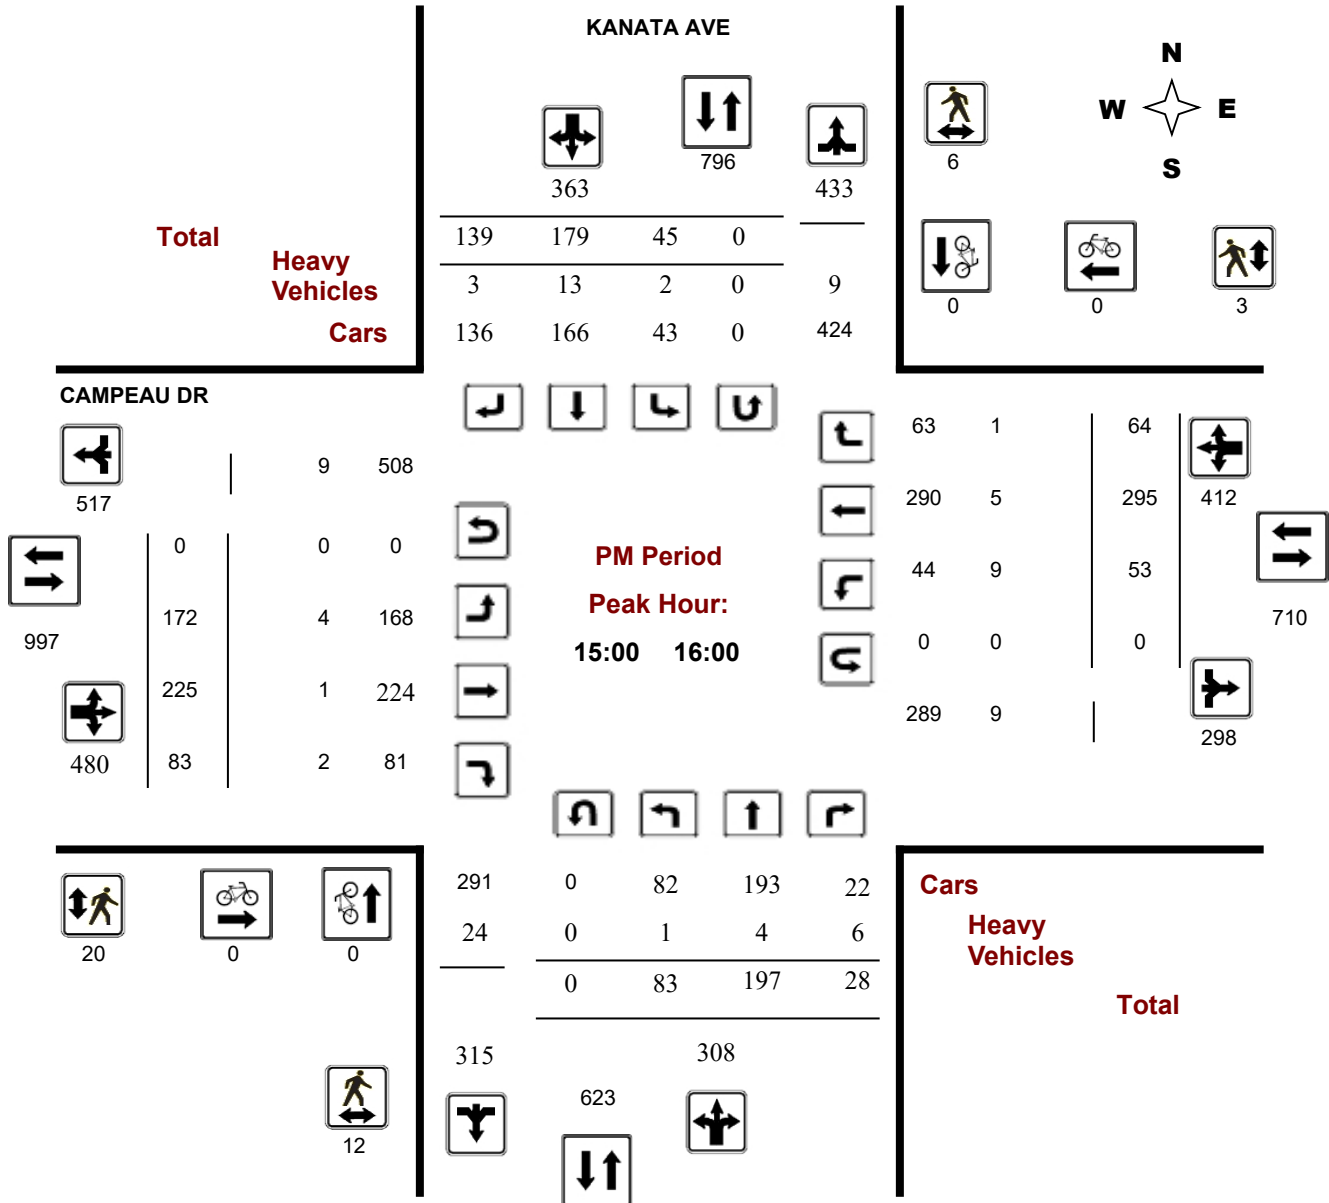 KANATA AVE
N
W E
S
796
6
363
433
Total
139 179 45 0
Heavy
Vehicles
3 13 2 0 9
0 0 3
Cars
136 166 43 0 424
CAMPEAU DR
63 1 64
9 508
517
290 5 295 412
0 0 0
PM Period
44 9 53
Peak Hour:
172 4 168
710
997
15:00 16:00
0 0 0
225 1 224
289 9
298
480 83 2 81
291 0 82 193 22
Cars
24 0 1 4 6
Heavy
Vehicles
20 0 0
0 83 197 28
Total
315 308
623
12